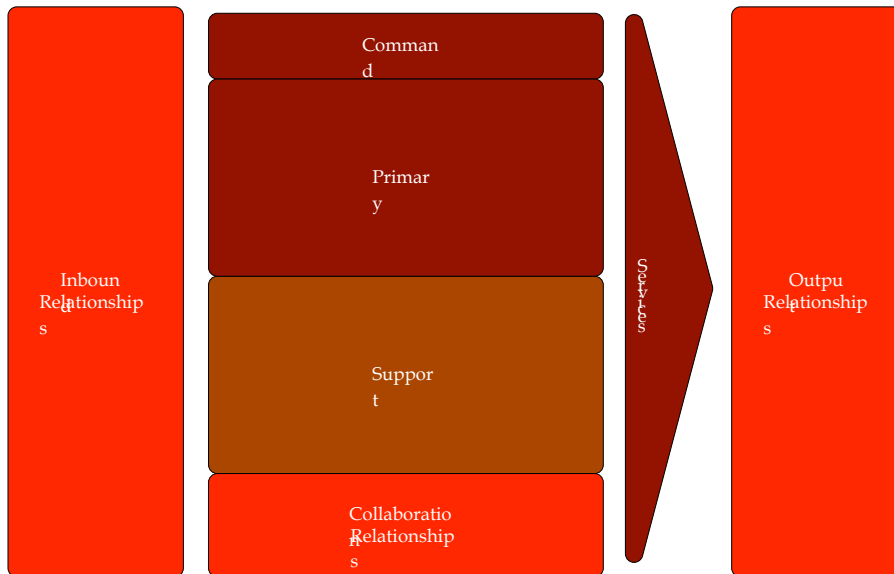 Comman
d
Primar
y
Inboun
d
Relationship
s
Suppor
t
Collaboratio
n
Relationship
s
Services
Outpu
t
Relationship
s